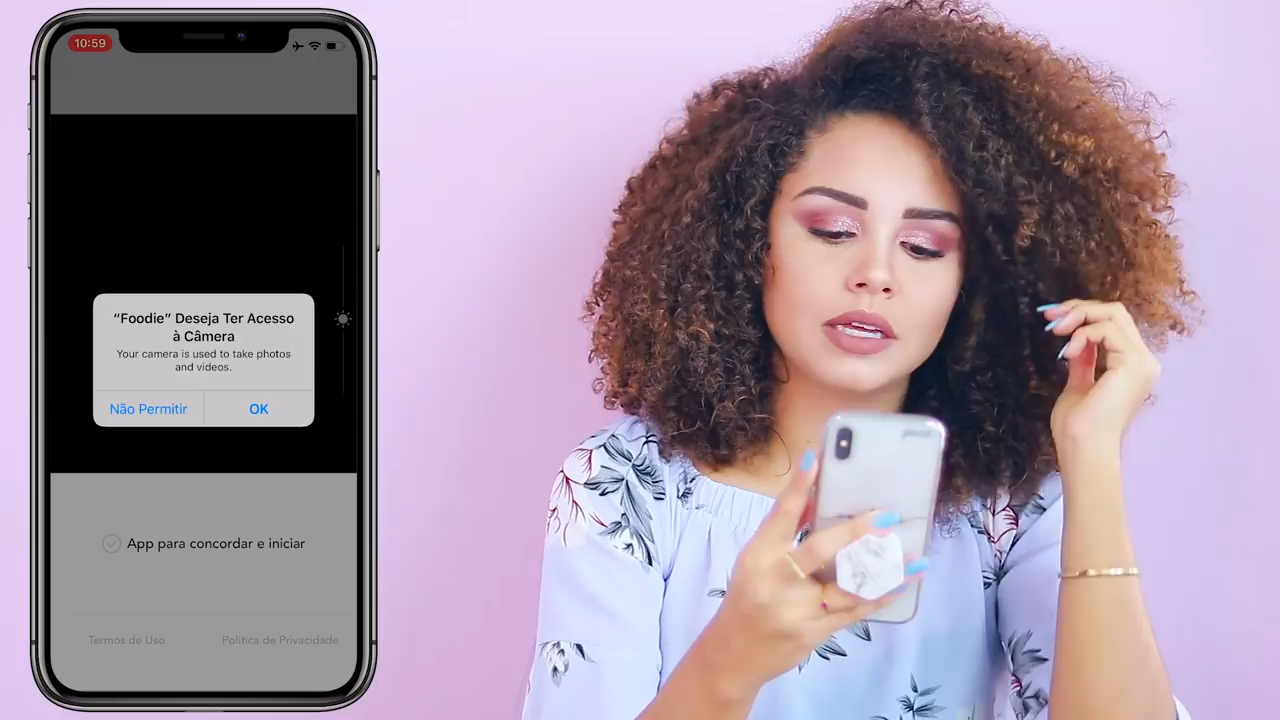 10:59
“Foodie” Deseja Ter Acesso
à Câmera
Your camera is used to take photos
and videos.
Não Permitir
OK
App para concordar e iniciar
Termos de Uso
Política de Privacidade